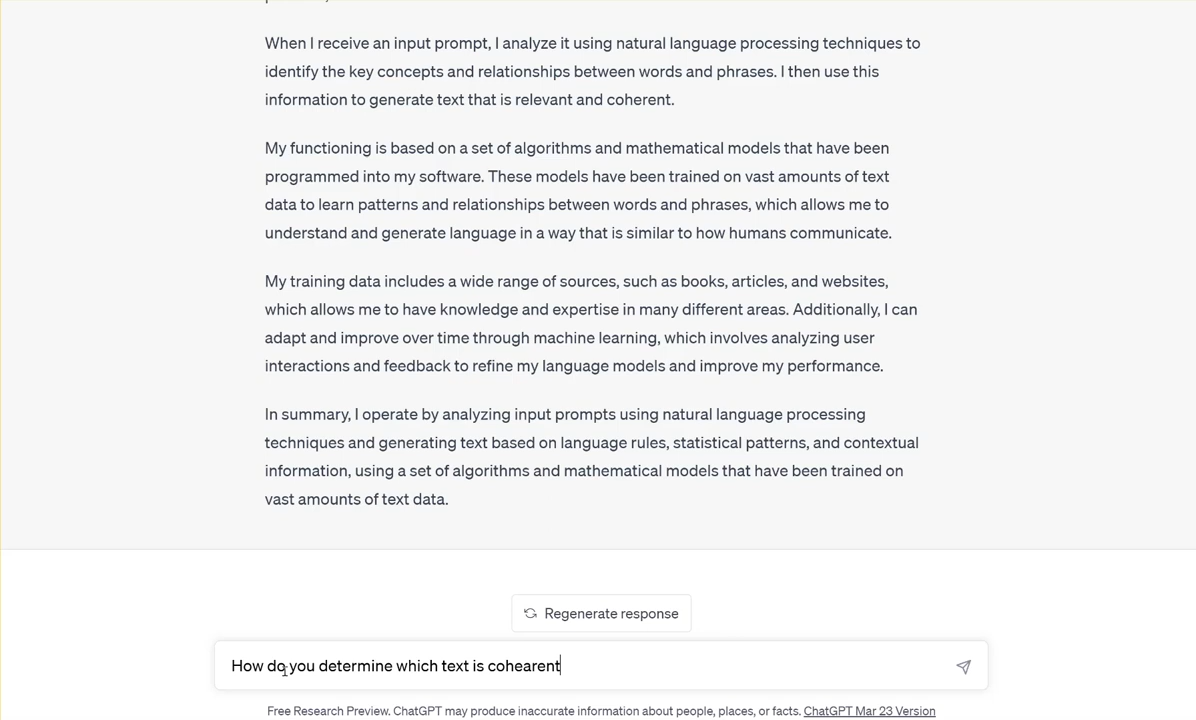 When I receive an input prompt, I analyze it using natural language processing techniques to
identify the key concepts and relationships between words and phrases. I then use this
information to generate text that is relevant and coherent.
My functioning is based on a set of algorithms and mathematical models that have been
programmed into my software. These models have been trained on vast amounts of text
data to learn patterns and relationships between words and phrases, which allows me to
understand and generate language in a way that is similar to how humans communicate.
My training data includes a wide range of sources, such as books, articles, and websites,
which allows me to have knowledge and expertise in many different areas. Additionally, I can
adapt and improve over time through machine learning, which involves analyzing user
interactions and feedback to refine my language models and improve my performance.
In summary, I operate by analyzing input prompts using natural language processing
techniques and generating text based on language rules, statistical patterns, and contextual
information, using a set of algorithms and mathematical models that have been trained on
vast amounts of text data.
Regenerate response
How do you determine which text is cohearent
Free Research Preview. ChatGPT may produce inaccurate information about people, places, or facts. ChatGPT Mar 23 Version